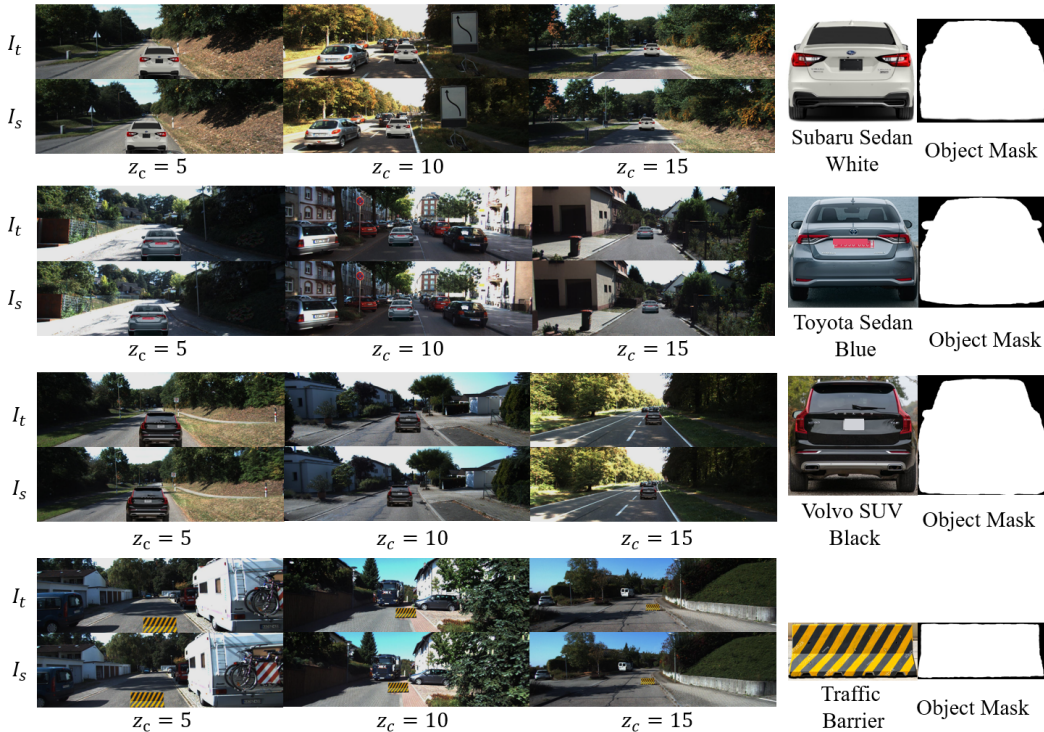 I_t
I_s
z_c = 5
z_c = 10
z_c = 15
Subaru Sedan
White
Object Mask
I_t
I_s
z_c = 5
z_c = 10
z_c = 15
Toyota Sedan
Blue
Object Mask
I_t
I_s
z_c = 5
z_c = 10
z_c = 15
Volvo SUV
Black
Object Mask
I_t
I_s
z_c = 5
z_c = 10
z_c = 15
Traffic
Barrier
Object Mask